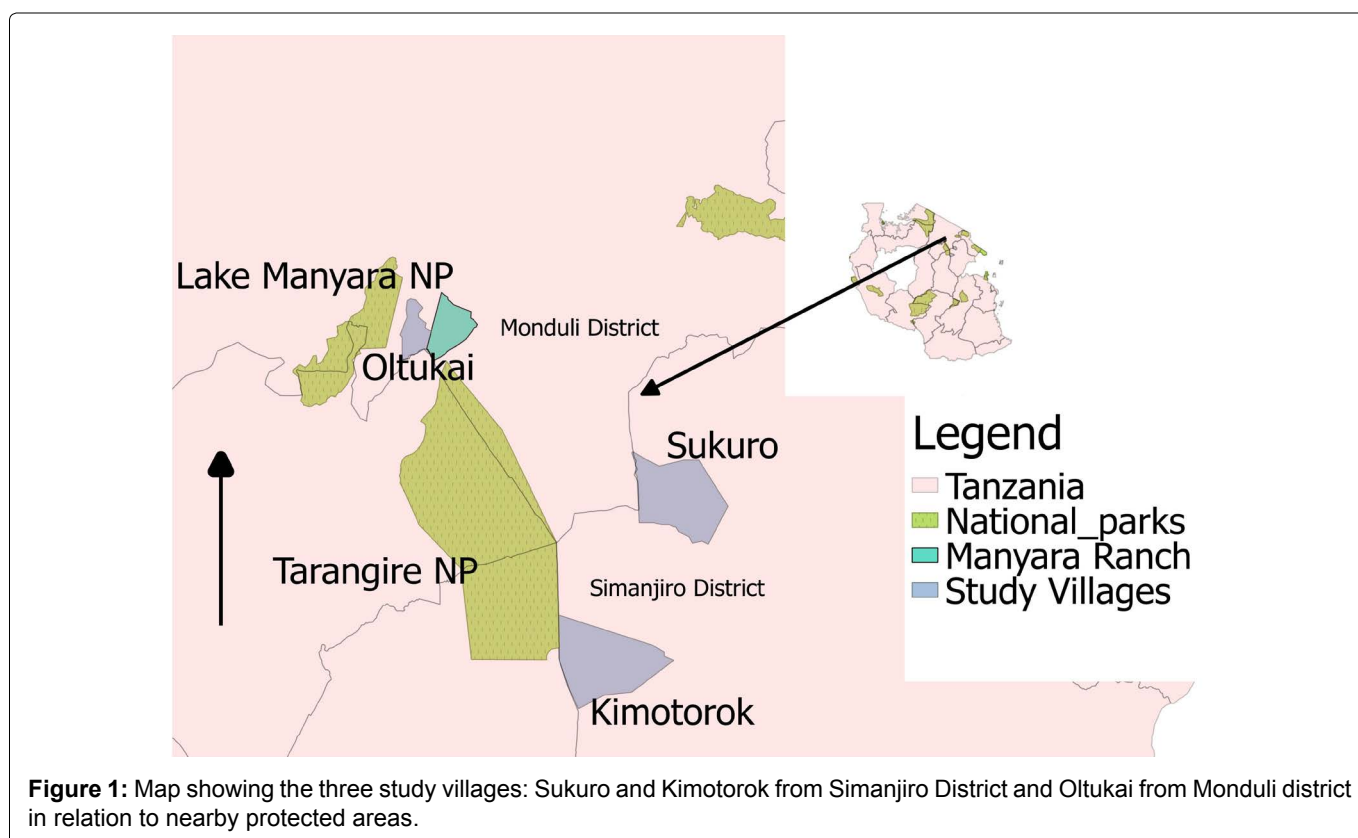 Lake Manyara NP
Monduli District
Oltukai
Sukuro
Tarangire NP
Simanjiro District
Kimotorok
Legend
Tanzania
National_parks
Manyara Ranch
Study Villages
Figure 1: Map showing the three study villages: Sukuro and Kimotorok from Simanjiro District and Oltukai from Monduli district
in relation to nearby protected areas.